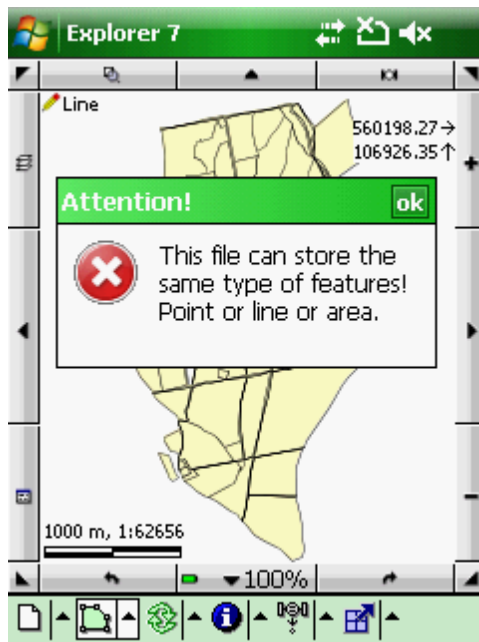 Explorer 7
Line
560198.27→
106926.35↑
Attention!
ok
This file can store the
same type of features!
Point or line or area.
1000 m, 1:62656
100%